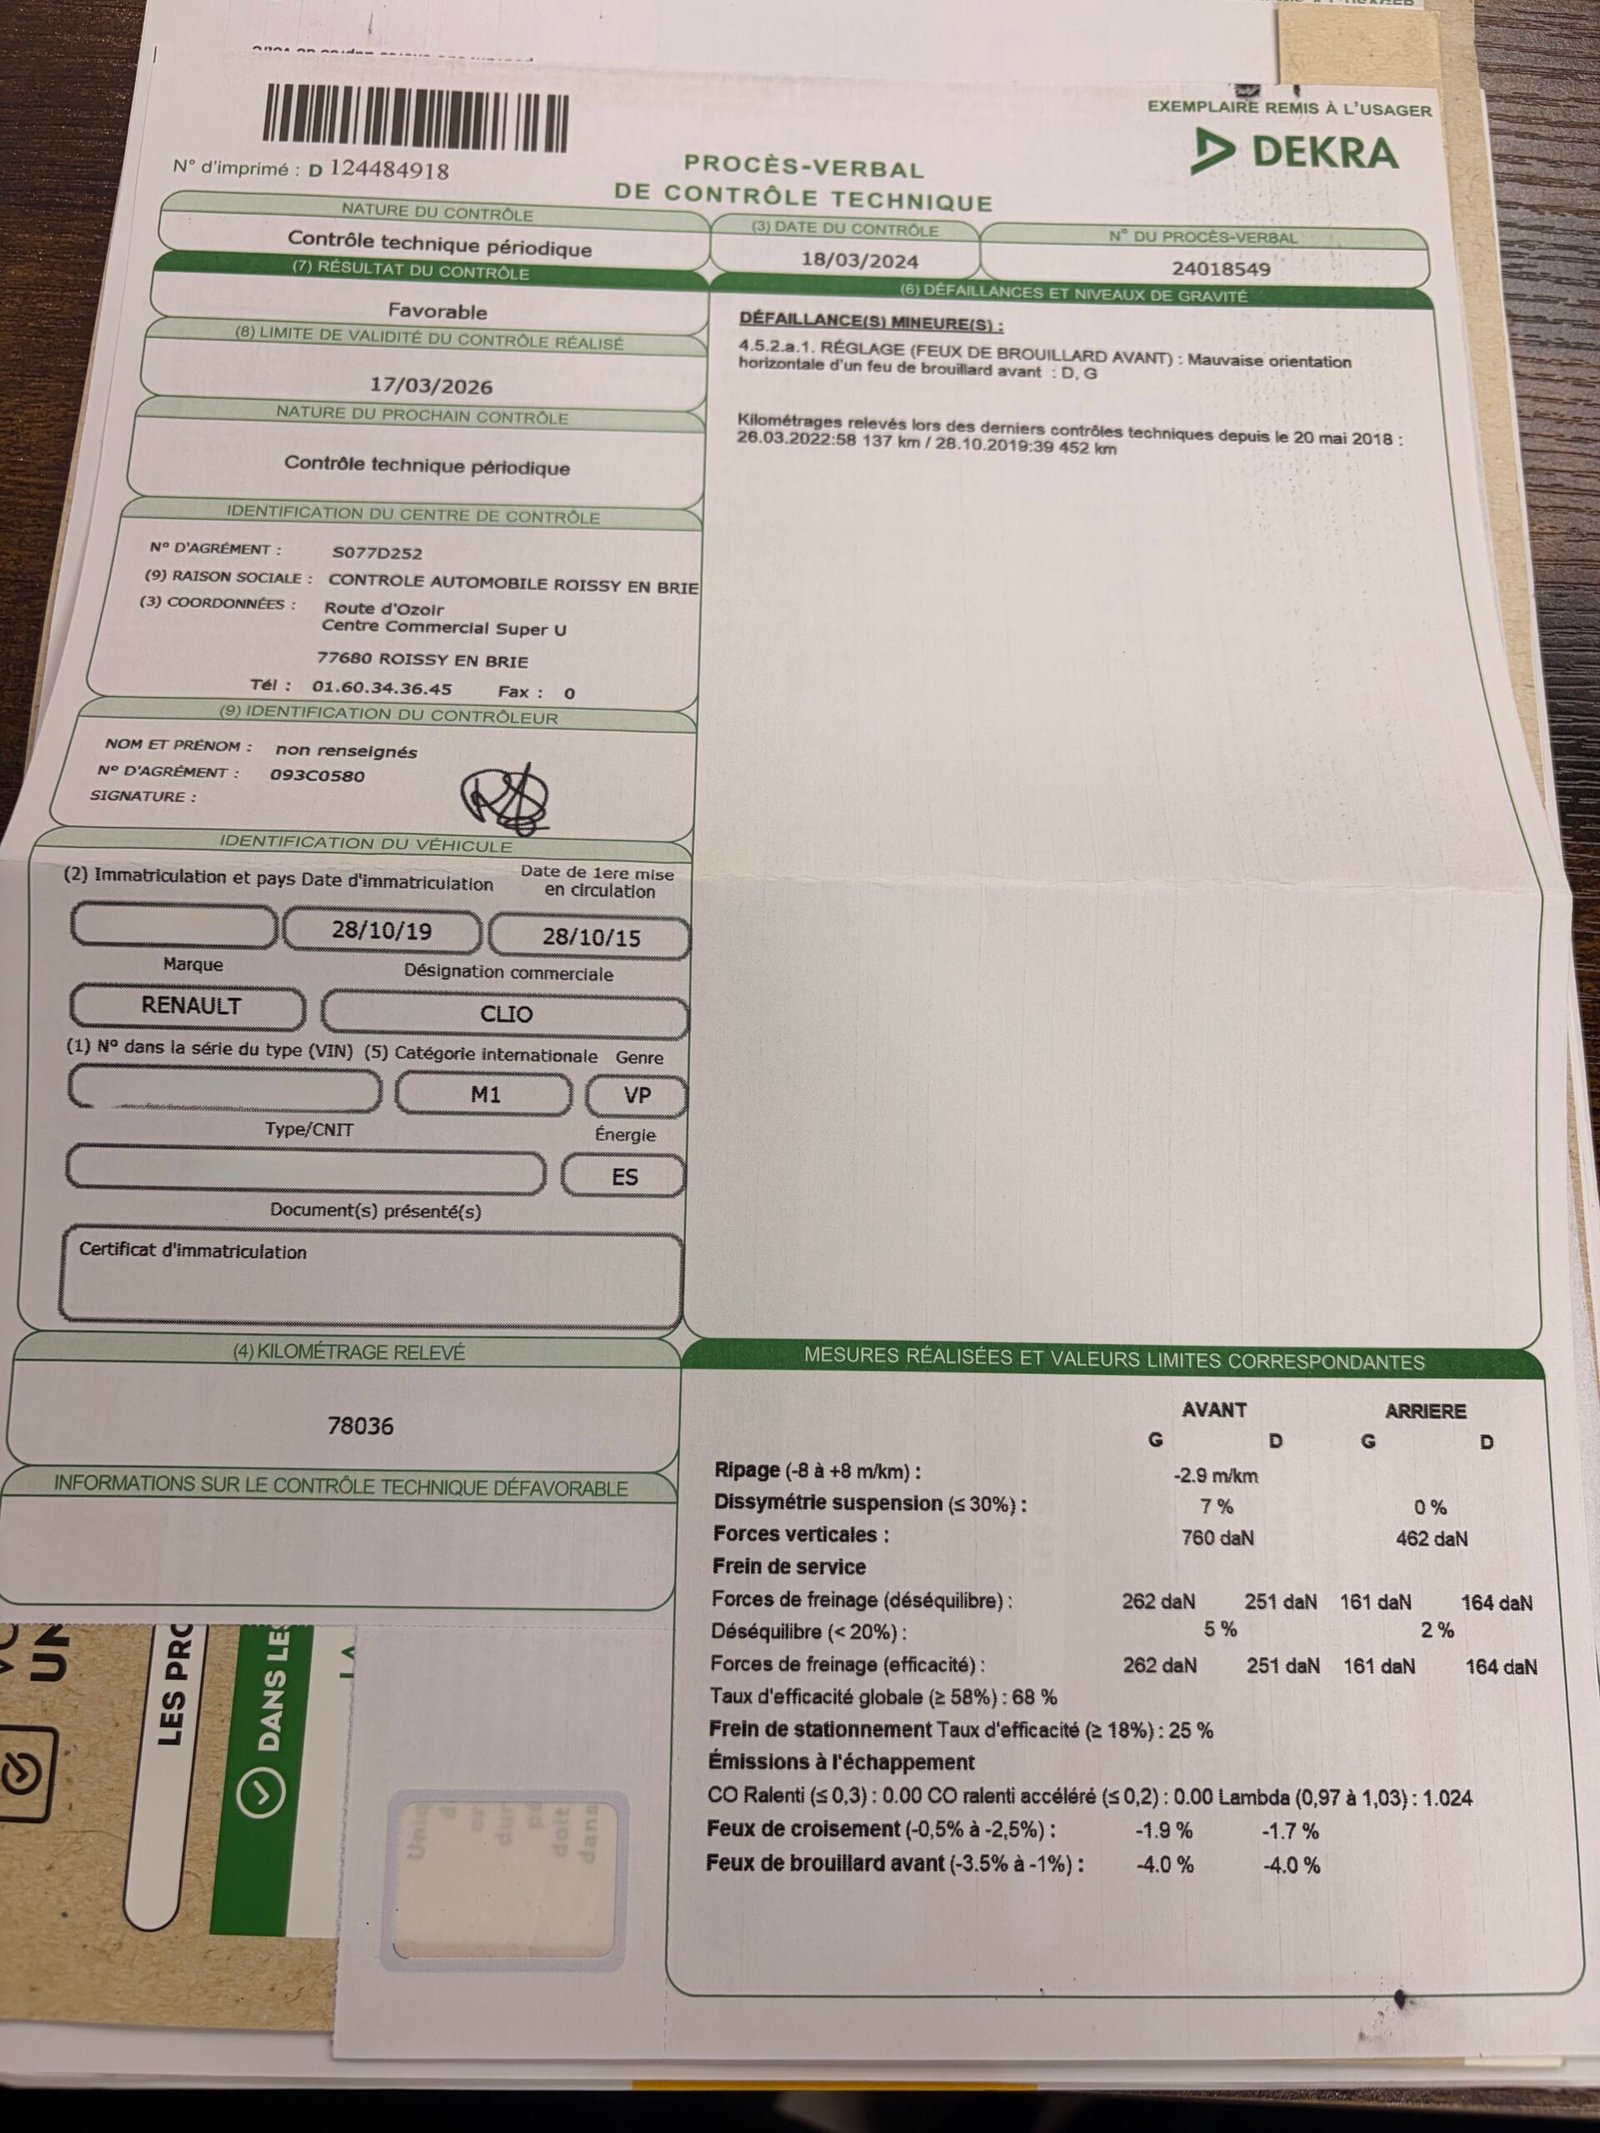 EXEMPLAIRE REMIS À L'USAGER
DEKRA
N° d'imprimé : D 124484918
PROCÈS-VERBAL
DE CONTRÔLE TECHNIQUE
NATURE DU CONTRÔLE
Contrôle technique périodique
(3) DATE DU CONTRÔLE
18/03/2024
N° DU PROCÈS-VERBAL
24018549
(7) RÉSULTAT DU CONTRÔLE
Favorable
(8) LIMITE DE VALIDITÉ DU CONTRÔLE RÉALISÉ
17/03/2026
NATURE DU PROCHAIN CONTRÔLE
Contrôle technique périodique
IDENTIFICATION DU CENTRE DE CONTRÔLE
N° D'AGRÉMENT : S077D252
(9) RAISON SOCIALE : CONTROLE AUTOMOBILE ROISSY EN BRIE
(3) COORDONNÉES : Route d'Ozoir
Centre Commercial Super U
77680 ROISSY EN BRIE
Tél : 01.60.34.36.45 Fax : 0
(9) IDENTIFICATION DU CONTRÔLEUR
NOM ET PRÉNOM : non renseignés
N° D'AGRÉMENT : 093C0580
SIGNATURE :
IDENTIFICATION DU VÉHICULE
(2) Immatriculation et pays Date d'immatriculation
Date de 1ere mise
en circulation
28/10/19
28/10/15
Marque
Désignation commerciale
RENAULT
CLIO
(1) N° dans la série du type (VIN) (5) Catégorie internationale Genre
M1
VP
Type/CNIT
Énergie
ES
Document(s) présenté(s)
Certificat d'immatriculation
(4) KILOMÉTRAGE RELEVÉ
78036
INFORMATIONS SUR LE CONTRÔLE TECHNIQUE DÉFAVORABLE
(6) DÉFAILLANCES ET NIVEAUX DE GRAVITÉ
DÉFAILLANCE(S) MINEURE(S) :
4.5.2.a.1. RÉGLAGE (FEUX DE BROUILLARD AVANT) : Mauvaise orientation
horizontale d'un feu de brouillard avant : D, G
Kilométrages relevés lors des derniers contrôles techniques depuis le 20 mai 2018 :
26.03.2022:58 137 km / 28.10.2019:39 452 km
MESURES RÉALISÉES ET VALEURS LIMITES CORRESPONDANTES
AVANT ARRIERE
G D G D
Ripage (-8 à +8 m/km) : -2.9 m/km
Dissymétrie suspension (≤ 30%) : 7 % 0 %
Forces verticales : 760 daN 462 daN
Frein de service
Forces de freinage (déséquilibre) : 262 daN 251 daN 161 daN 164 daN
Déséquilibre (< 20%) : 5 % 2 %
Forces de freinage (efficacité) : 262 daN 251 daN 161 daN 164 daN
Taux d'efficacité globale (≥ 58%) : 68 %
Frein de stationnement Taux d'efficacité (≥ 18%) : 25 %
Émissions à l'échappement
CO Ralenti (≤ 0,3) : 0.00 CO ralenti accéléré (≤ 0,2) : 0.00 Lambda (0,97 à 1,03) : 1.024
Feux de croisement (-0,5% à -2,5%) : -1.9 % -1.7 %
Feux de brouillard avant (-3.5% à -1%) : -4.0 % -4.0 %
UN
LES PRO
DANS LES
doit
dans